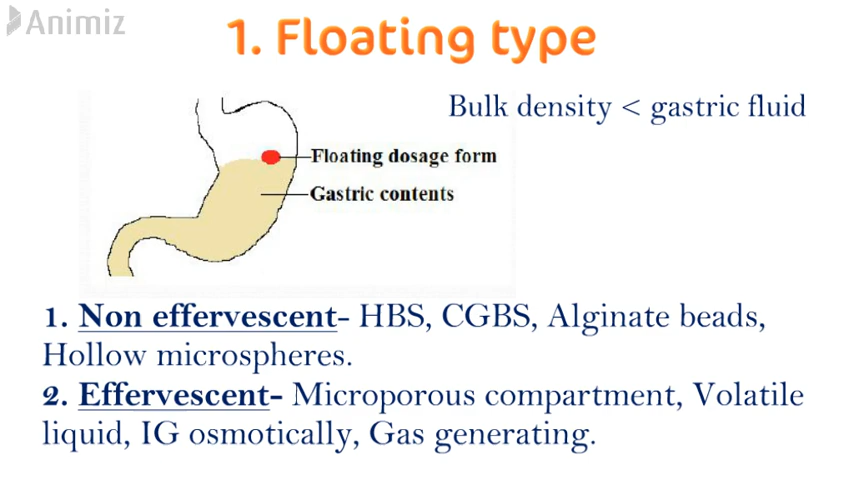 Animiz
1. Floating type
Bulk density < gastric fluid
Floating dosage form
Gastric contents
1. Non effervescent- HBS, CGBS, Alginate beads,
Hollow microspheres.
2. Effervescent- Microporous compartment, Volatile
liquid, IG osmotically, Gas generating.